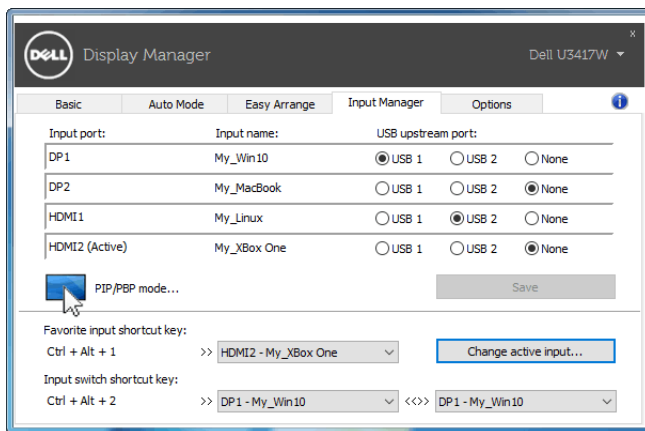 x
DELL Display Manager Dell U3417W
Basic Auto Mode Easy Arrange Input Manager Options i
Input port: Input name: USB upstream port:
DP1 My_Win10 USB 1 USB 2 None
DP2 My_MacBook USB 1 USB 2 None
HDMI1 My_Linux USB 1 USB 2 None
HDMI2 (Active) My_XBox One USB 1 USB 2 None
PIP/PBP mode... Save
Favorite input shortcut key:
Ctrl + Alt + 1 >> HDMI2 - My_XBox One Change active input...
Input switch shortcut key:
Ctrl + Alt + 2 >> DP1 - My_Win10 <<>> DP1 - My_Win10